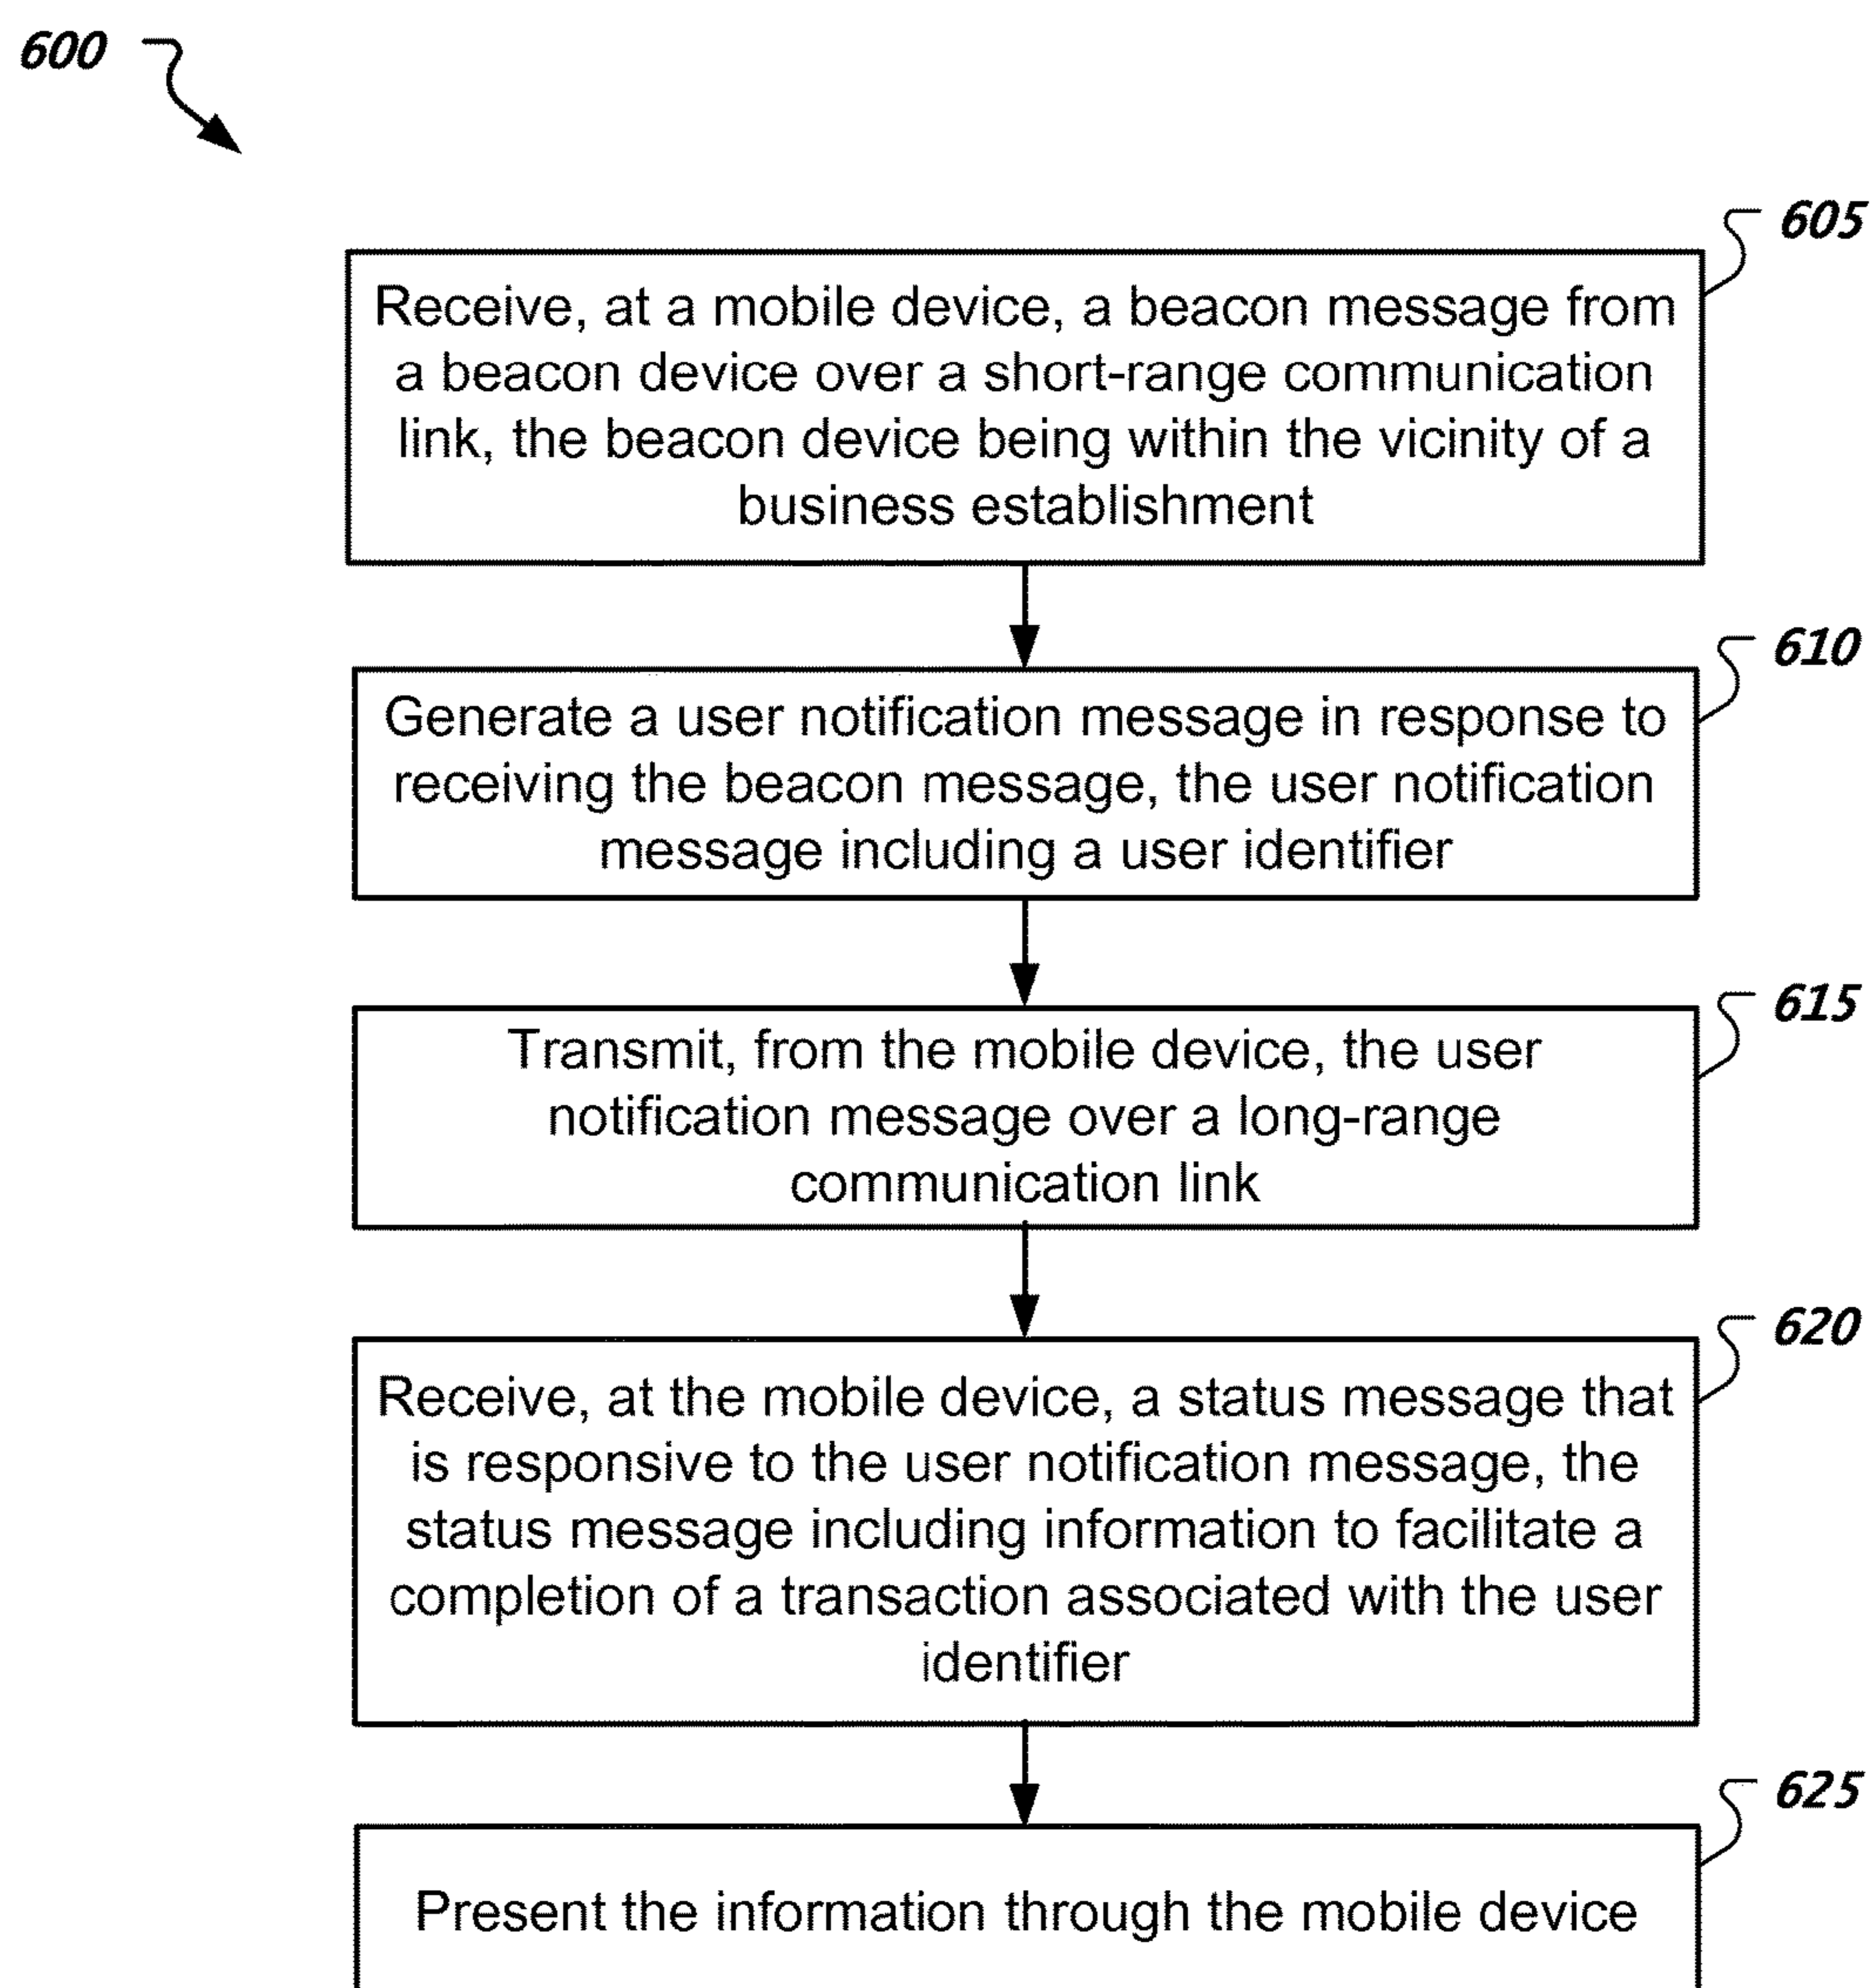 600
605
Receive, at a mobile device, a beacon message from
a beacon device over a short-range communication
link, the beacon device being within the vicinity of a
business establishment
610
Generate a user notification message in response to
receiving the beacon message, the user notification
message including a user identifier
615
Transmit, from the mobile device, the user
notification message over a long-range
communication link
620
Receive, at the mobile device, a status message that
is responsive to the user notification message, the
status message including information to facilitate a
completion of a transaction associated with the user
identifier
625
Present the information through the mobile device